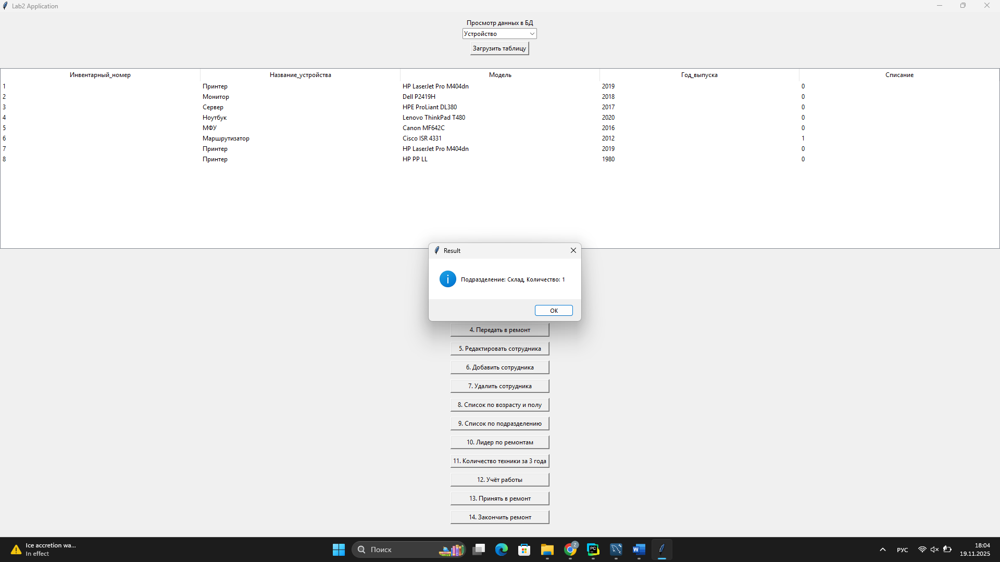 Lab2 Application
Просмотр данных в БД
Устройство
Загрузить таблицу
Инвентарный_номер Название_устройства Модель Год_выпуска Списание
1 Принтер HP LaserJet Pro M404dn 2019 0
2 Монитор Dell P2419H 2018 0
3 Сервер HPE ProLiant DL380 2017 0
4 Ноутбук Lenovo ThinkPad T480 2020 0
5 МФУ Canon MF642C 2016 0
6 Маршрутизатор Cisco ISR 4331 2012 1
7 Принтер HP LaserJet Pro M404dn 2019 0
8 Принтер HP PP LL 1980 0
Result
Подразделение: Склад, Количество: 1
OK
4. Передать в ремонт
5. Редактировать сотрудника
6. Добавить сотрудника
7. Удалить сотрудника
8. Список по возрасту и полу
9. Список по подразделению
10. Лидер по ремонтам
11. Количество техники за 3 года
12. Учёт работы
13. Принять в ремонт
14. Закончить ремонт
Ice accretion wa...
In effect
Поиск
Z
PC
W
РУС
18:04
19.11.2025